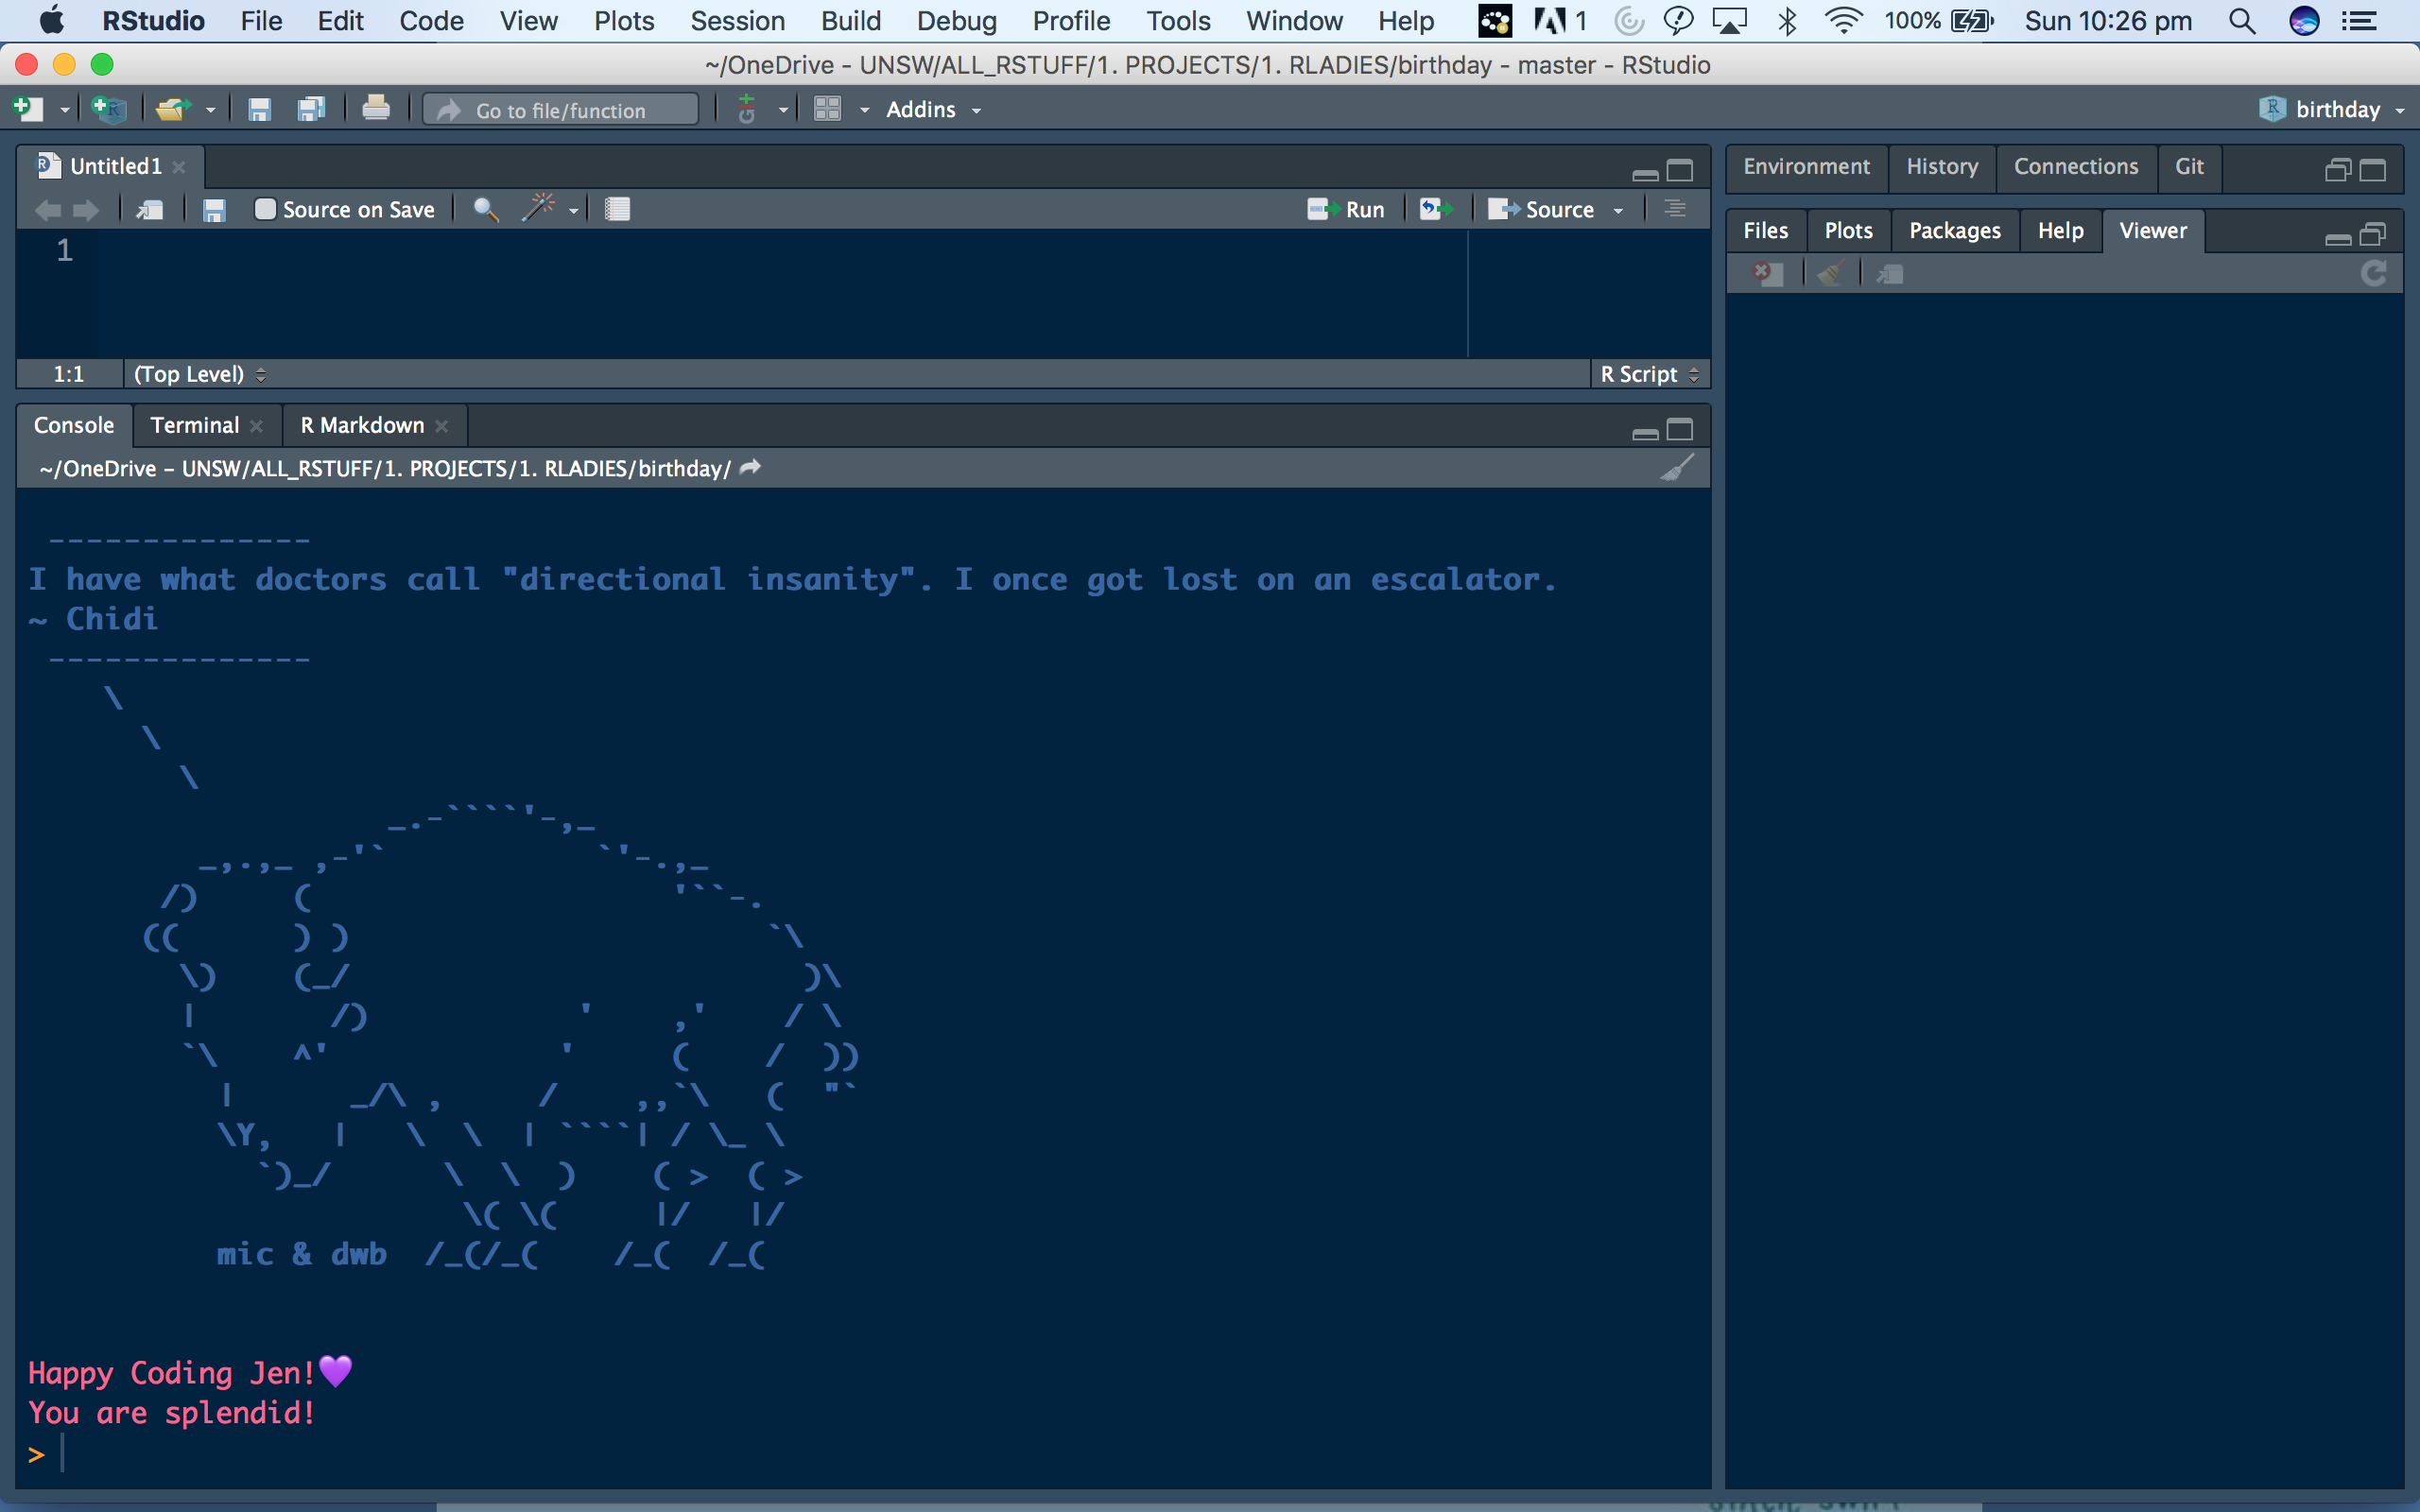 RStudio File Edit Code View Plots Session Build Debug Profile Tools Window Help 1 100% Sun 10:26 pm
~/OneDrive - UNSW/ALL_RSTUFF/1. PROJECTS/1. RLADIES/birthday - master - RStudio
Go to file/function Addins birthday
Untitled1
Source on Save Run Source
1
1:1 (Top Level) R Script
Environment History Connections Git
Files Plots Packages Help Viewer
Console Terminal R Markdown
~/OneDrive - UNSW/ALL_RSTUFF/1. PROJECTS/1. RLADIES/birthday/
--------------
I have what doctors call "directional insanity". I once got lost on an escalator.
~ Chidi
--------------
mic & dwb
Happy Coding Jen!💜
You are splendid!
>